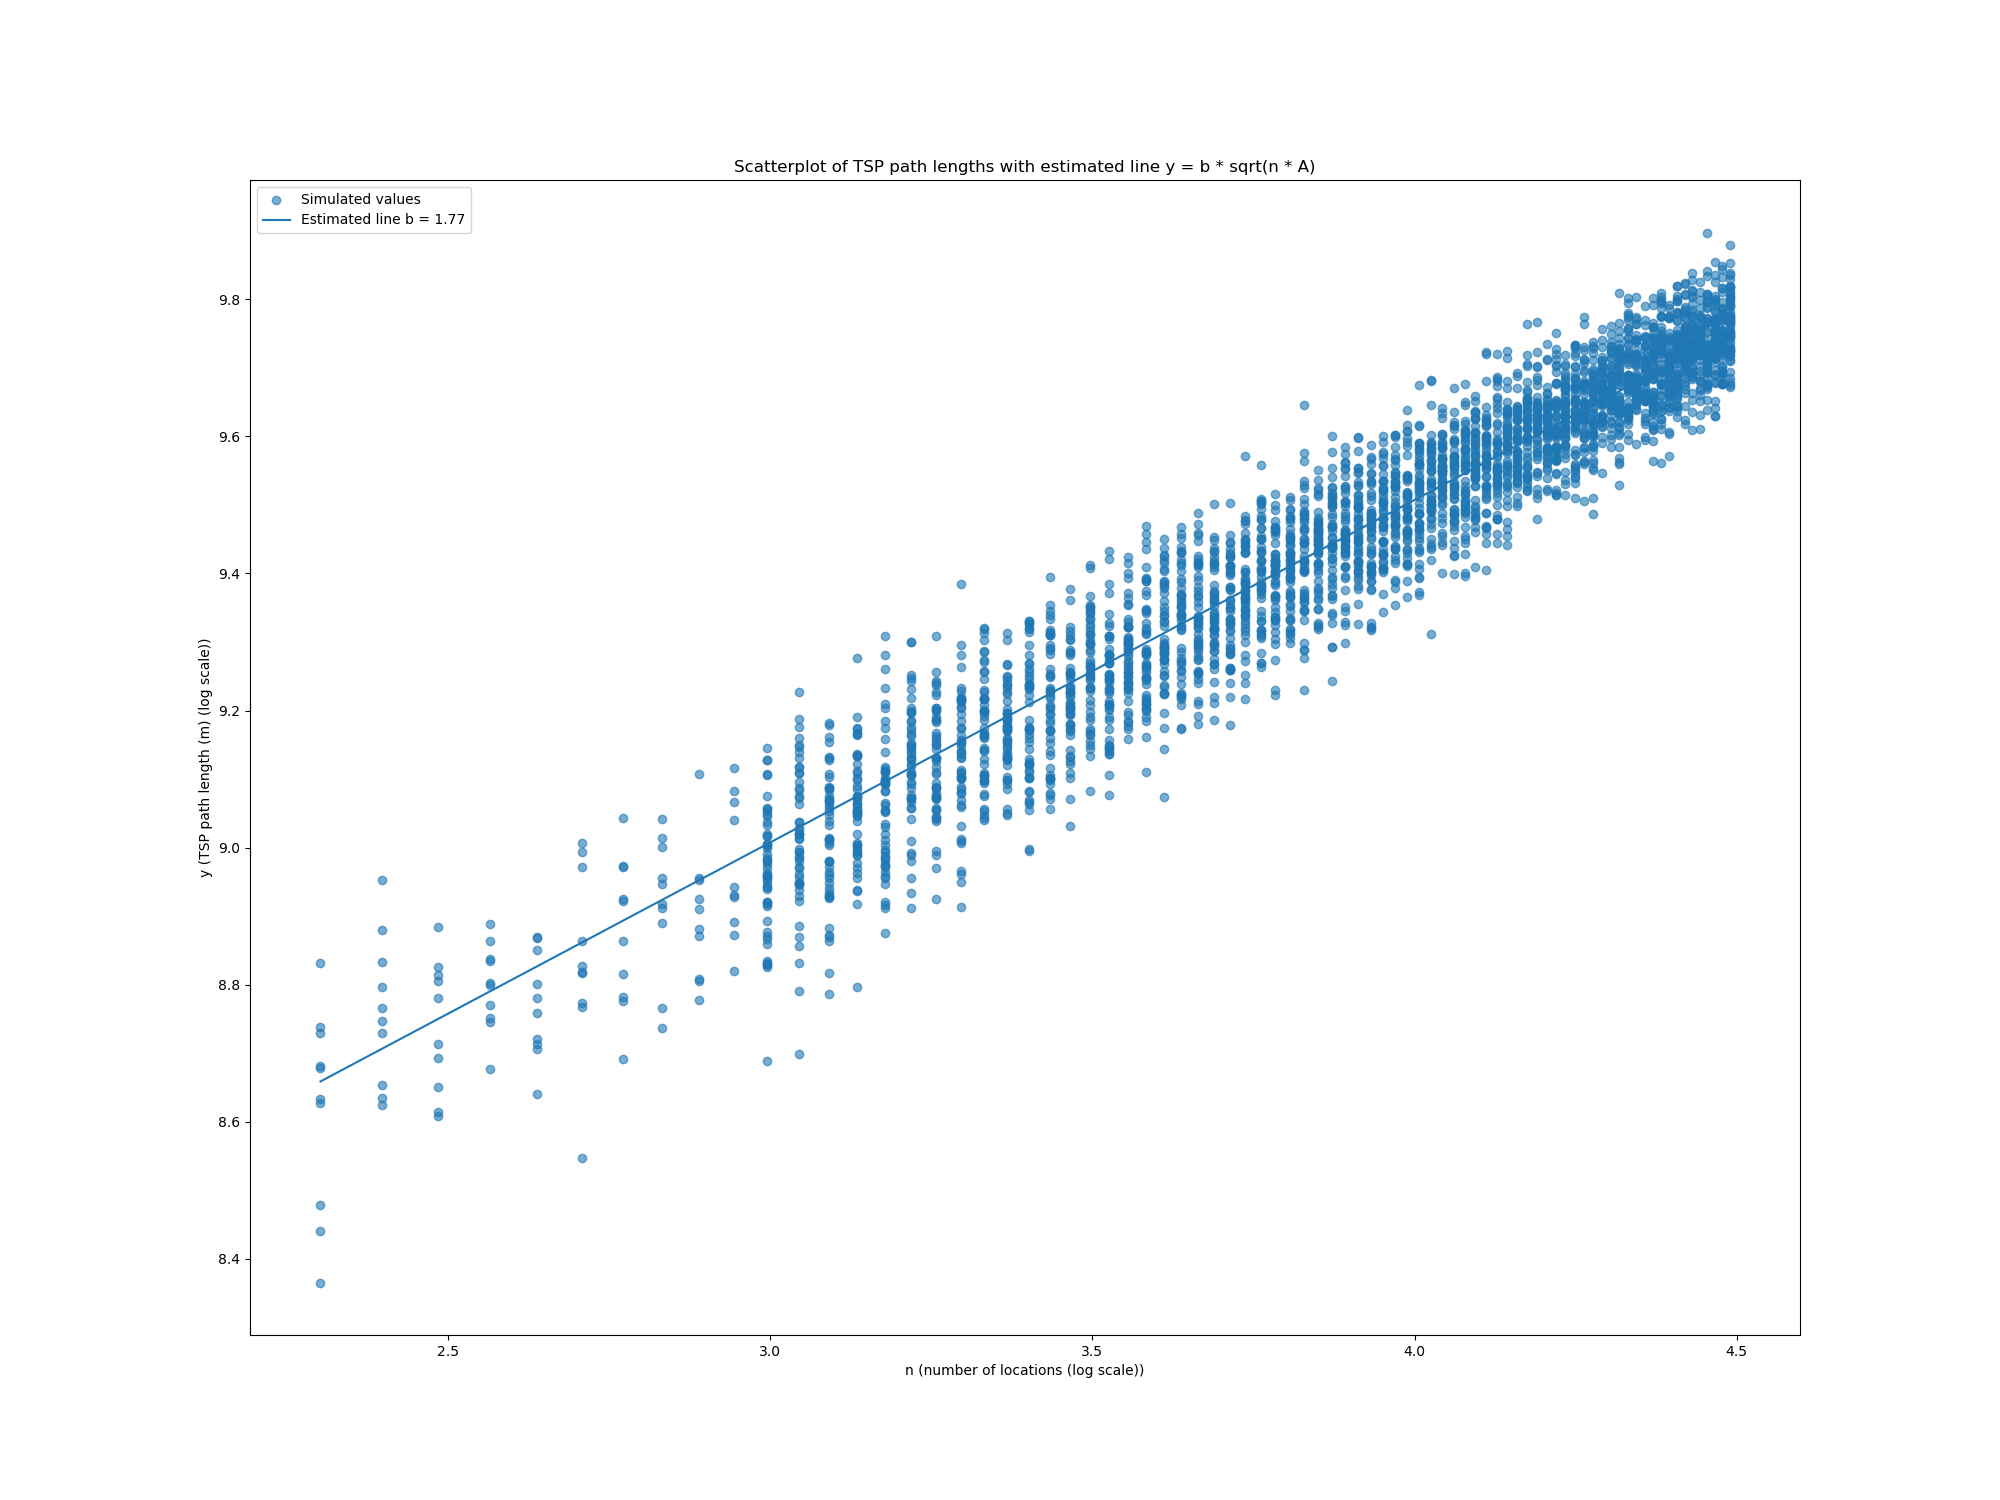 Scatterplot of TSP path lengths with estimated line y = b * sqrt(n * A)
Simulated values
Estimated line b = 1.77
y (TSP path length (m) (log scale))
9.8
9.6
9.4
9.2
9.0
8.8
8.6
8.4
2.5 3.0 3.5 4.0 4.5
n (number of locations (log scale))